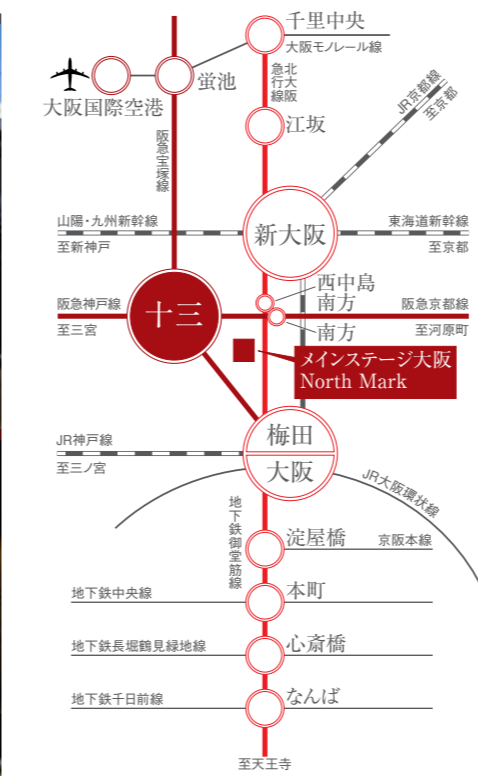 千里中央
大阪モノレール線
蛍池
大阪国際空港
北大阪
急行線
江坂
JR京都線
至京都
阪急宝塚線
山陽・九州新幹線
至新神戸
新大阪
東海道新幹線
至京都
西中島
南方
阪急神戸線
至三宮
十三
阪急京都線
至河原町
南方
メインステージ大阪
North Mark
JR神戸線
至三ノ宮
梅田
大阪
JR大阪環状線
地下鉄御堂筋線
淀屋橋
京阪本線
地下鉄中央線
本町
地下鉄長堀鶴見緑地線
心斎橋
地下鉄千日前線
なんば
至天王寺